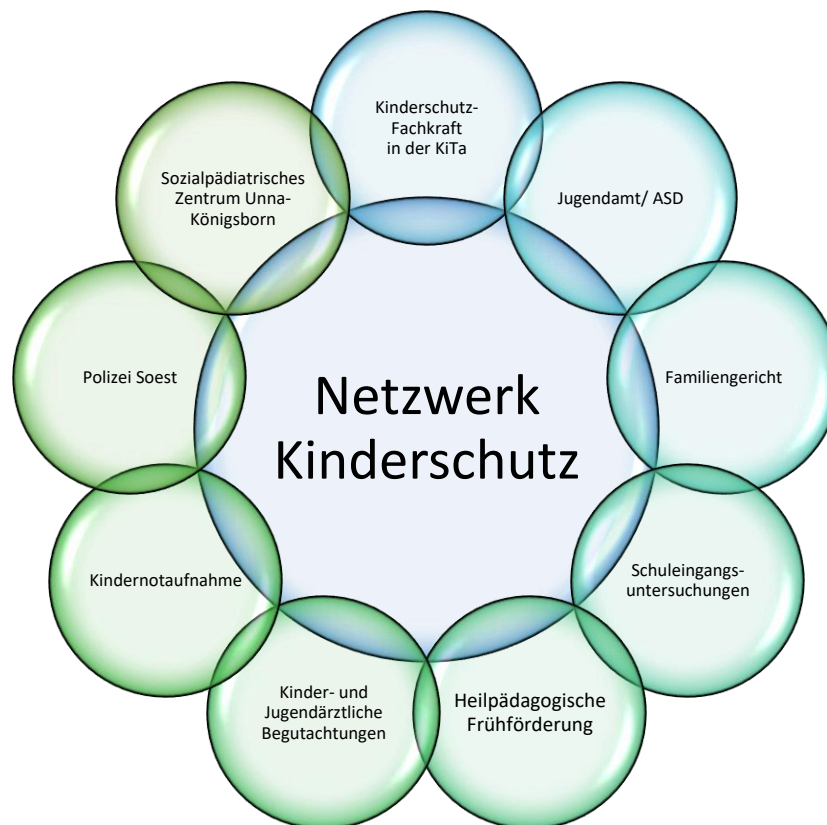 Kinderschutz-
Fachkraft
in der KiTa
Jugendamt/ ASD
Familiengericht
Schuleingangs-
untersuchungen
Heilpädagogische
Frühförderung
Kinder- und
Jugendärztliche
Begutachtungen
Kindernotaufnahme
Polizei Soest
Sozialpädiatrisches
Zentrum Unna-
Königsborn
Netzwerk
Kinderschutz